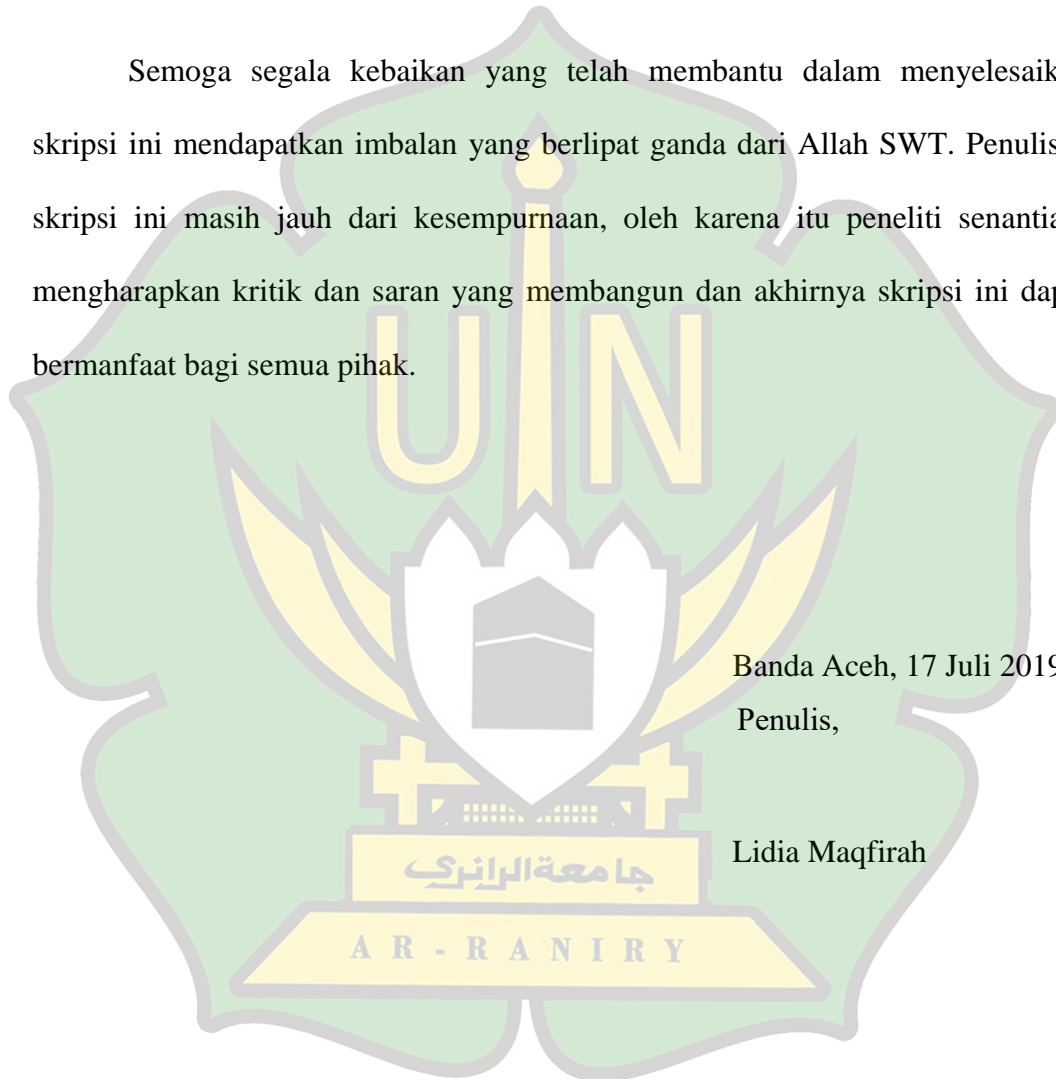 Semoga segala kebaikan yang telah membantu dalam menyelesaik
skripsi ini mendapatkan imbalan yang berlipat ganda dari Allah SWT. Penulis
skripsi ini masih jauh dari kesempurnaan, oleh karena itu peneliti senantia
mengharapkan kritik dan saran yang membangun dan akhirnya skripsi ini dap
bermanfaat bagi semua pihak.
UIN
Banda Aceh, 17 Juli 2019
Penulis,
Lidia Maqfirah
جامعةالرانري
AR-RANIRY